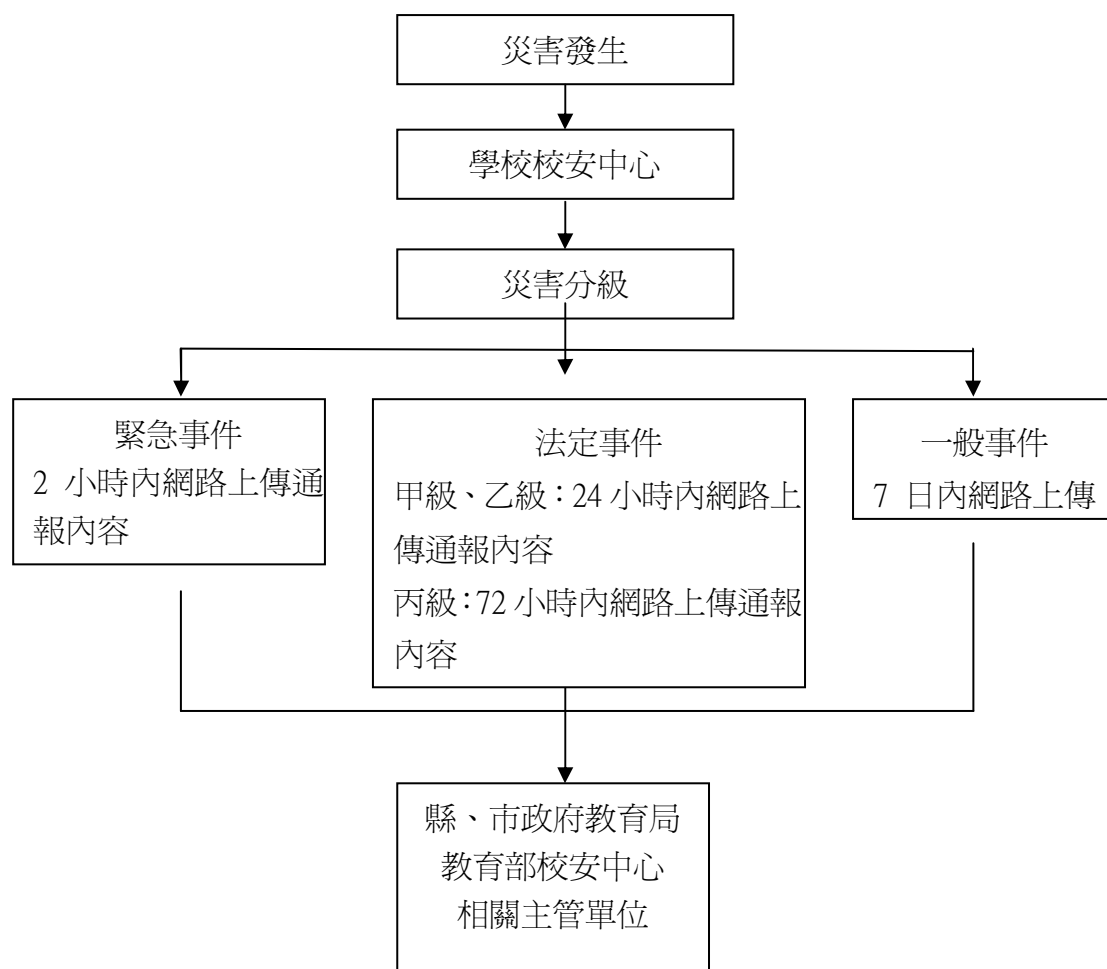 災害發生
學校校安中心
災害分級
緊急事件
2 小時內網路上傳通
報內容
法定事件
甲級、乙級：24 小時內網路上
傳通報內容
丙級：72 小時內網路上傳通報
內容
一般事件
7 日內網路上傳
縣、市政府教育局
教育部校安中心
相關主管單位